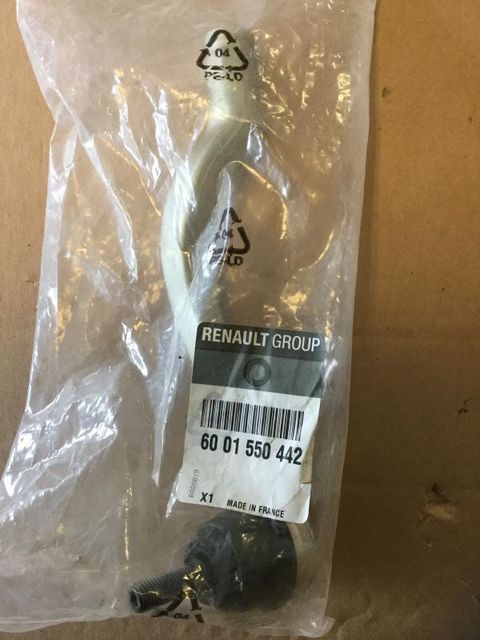 04
PE-LD
04
PE-LD
RENAULT GROUP
60 01 550 442
X1 MADE IN FRANCE